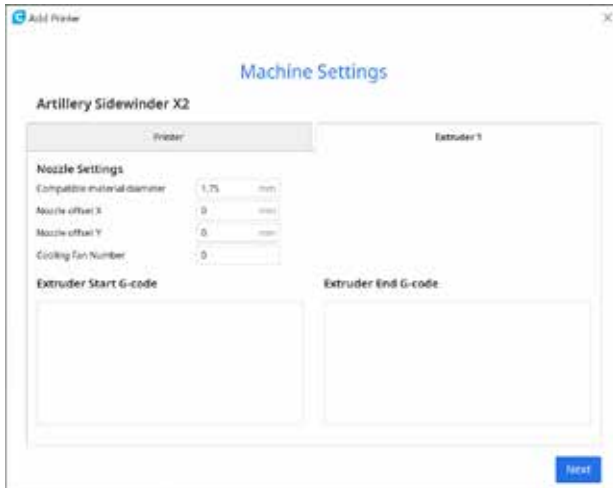 Add Printer
Machine Settings
Artillery Sidewinder X2
Printer
Extruder 1
Nozzle Settings
Compatible material diameter 1.75 mm
Nozzle offset X 0 mm
Nozzle offset Y 0 mm
Cooling Fan Number 0
Extruder Start G-code
Extruder End G-code
Next